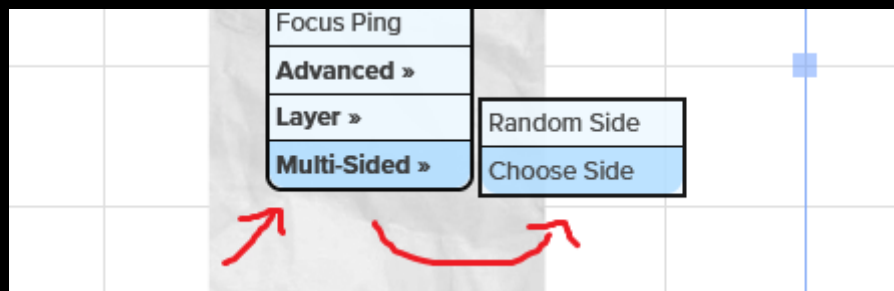 Focus Ping
Advanced »
Layer »
Multi-Sided »
Random Side
Choose Side